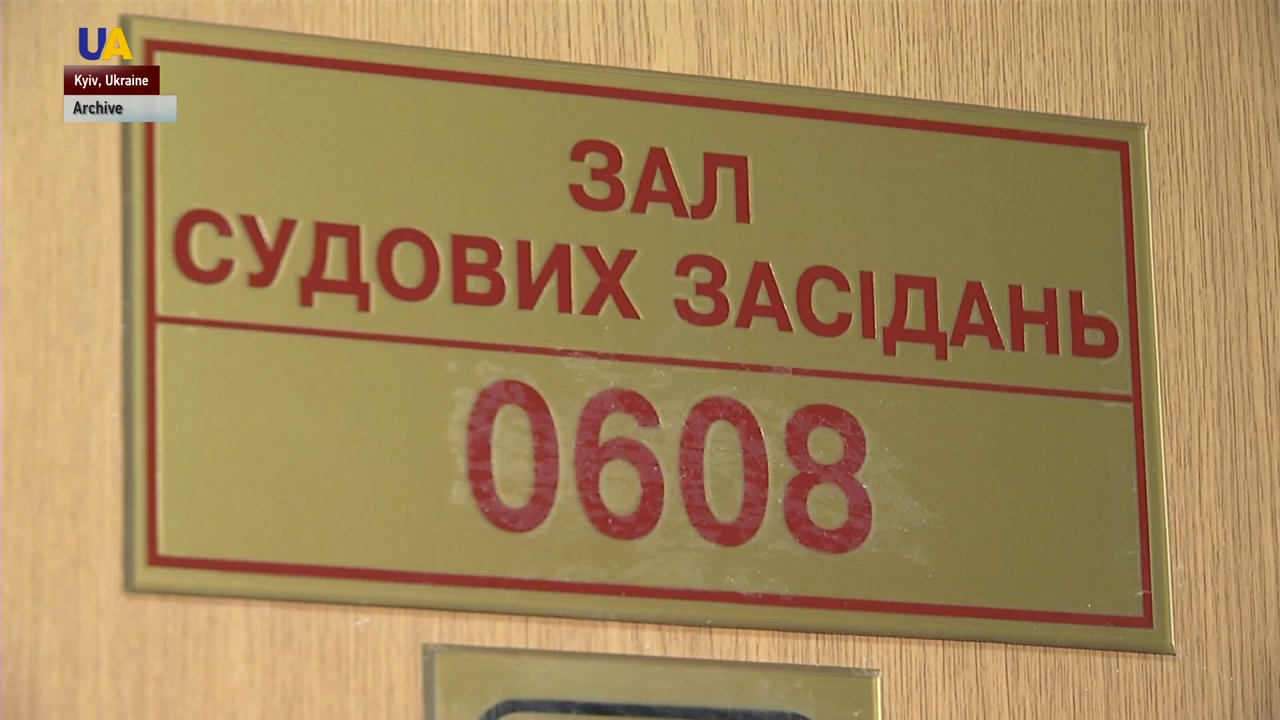 UA
Kyiv, Ukraine
Archive
ЗАЛ
СУДОВИХ ЗАСІДАНЬ
0608